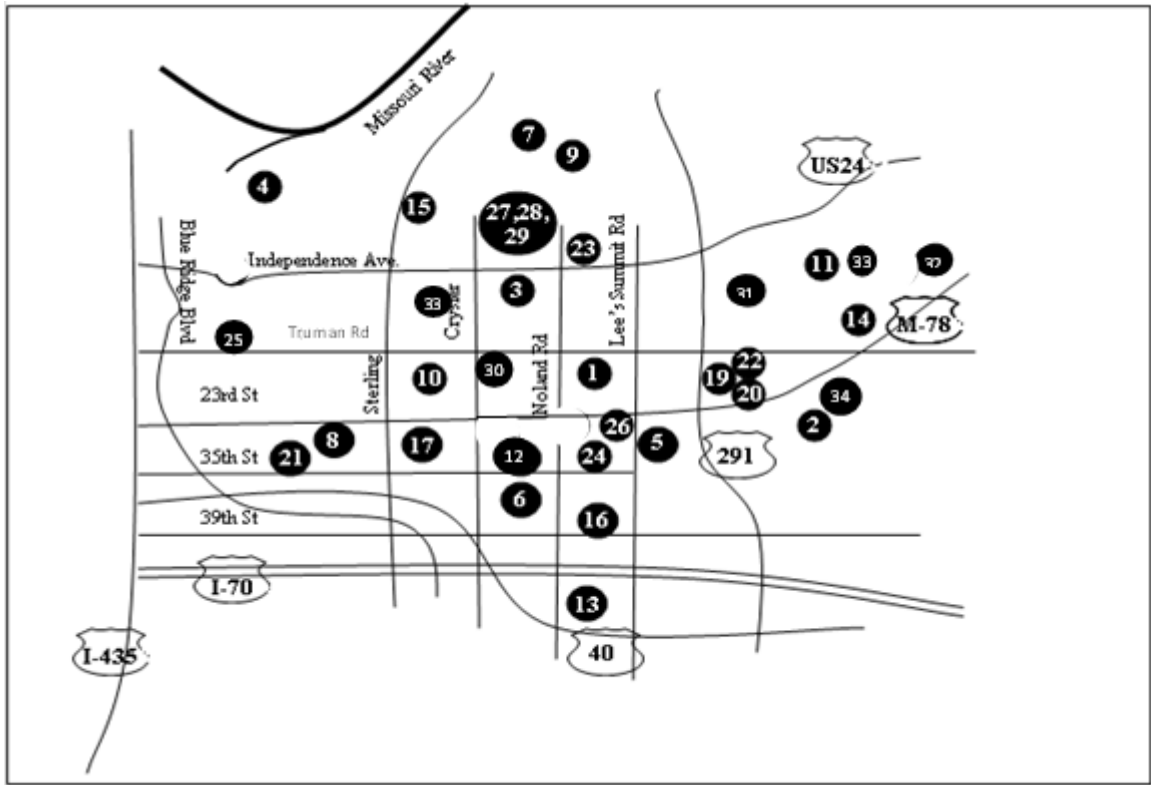 Missouri River
7
9
US24
4
15
27,28,
29
23
Lee's Summit Rd
Blue Ridge Blvd
Independence Ave.
11
33
32
3
31
33
Crysler
14
M-78
25
Truman Rd
Sterling
10
30
Noland Rd
1
22
19
20
23rd St
34
26
2
8
17
5
291
21
35th St
12
24
6
16
39th St
I-70
13
I-435
40